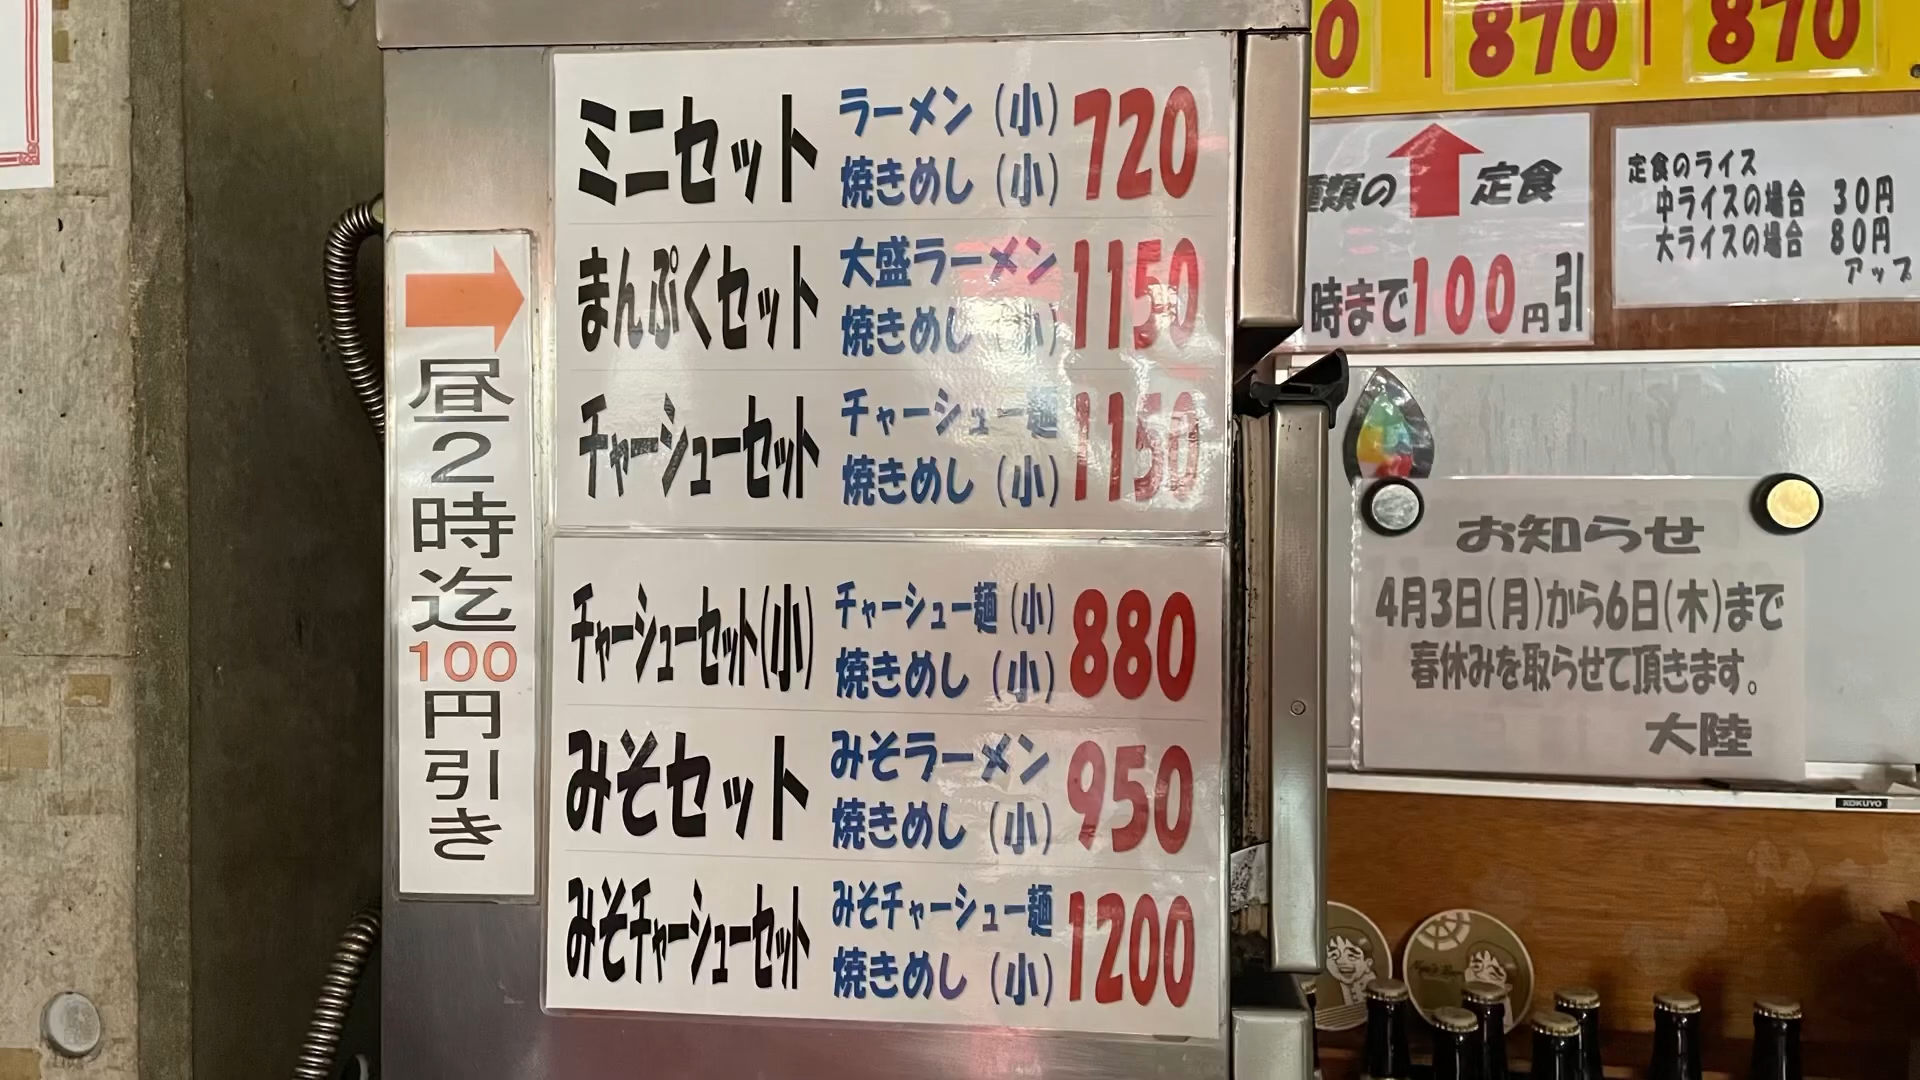 昼2時迄100円引き
ミニセット ラーメン(小) 焼きめし(小) 720
まんぷくセット 大盛ラーメン 焼きめし(小) 1150
チャーシューセット チャーシュー麺 焼きめし(小) 1150
チャーシューセット(小) チャーシュー麺(小) 焼きめし(小) 880
みそセット みそラーメン 焼きめし(小) 950
みそチャーシューセット みそチャーシュー麺 焼きめし(小) 1200
0 870 870
種類の 定食
時まで100円引
定食のライス
中ライスの場合 30円
大ライスの場合 80円
アップ
お知らせ
4月3日(月)から6日(木)まで
春休みを取らせて頂きます。
大陸
KOKUYO